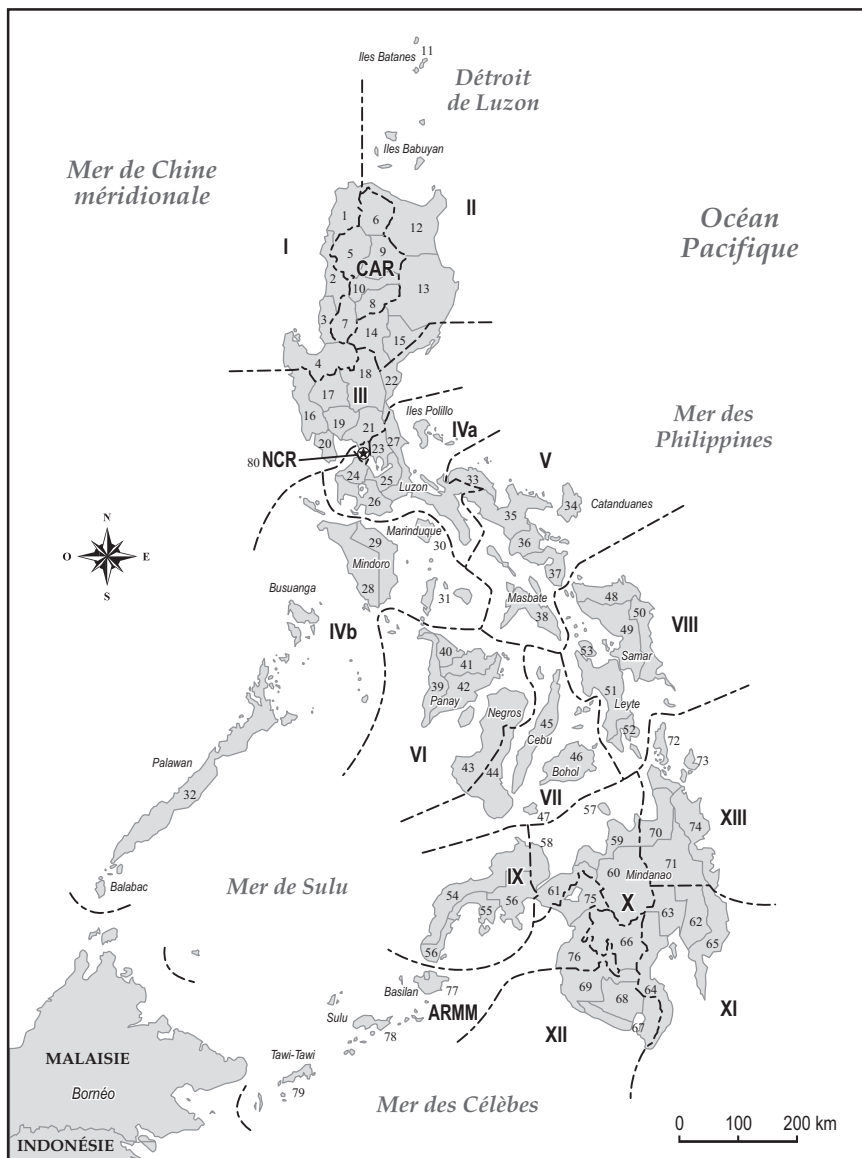 Iles Batanes
11
Détroit
de Luzon
Iles Babuyan
Mer de Chine
méridionale
II
Océan
Pacifique
I
1
6
12
5
9
CAR
2
10
13
8
3
7
14
15
4
18
22
III
17
16
19
21
Iles Polillo
IVa
Mer des
Philippines
20
27
23
80
NCR
24
25
Luzon
26
V
33
34
Catanduanes
35
36
37
N
O
E
S
Marinduque
29
30
Mindoro
28
31
Masbate
38
Busuanga
IVb
48
50
49
Samar
VIII
53
40
41
39
42
Panay
51
Leyte
52
Negros
45
Cebu
46
Bohol
72
73
Palawan
32
VI
43
44
VII
47
57
58
59
70
74
XIII
Balabac
Mer de Sulu
IX
54
55
56
56
61
60
71
Mindanao
75
X
63
62
65
66
76
69
68
64
67
XI
XII
Basilan
77
ARMM
Sulu
78
Tawi-Tawi
79
MALAISIE
Bornéo
INDONÉSIE
Mer des Célèbes
0 100 200 km